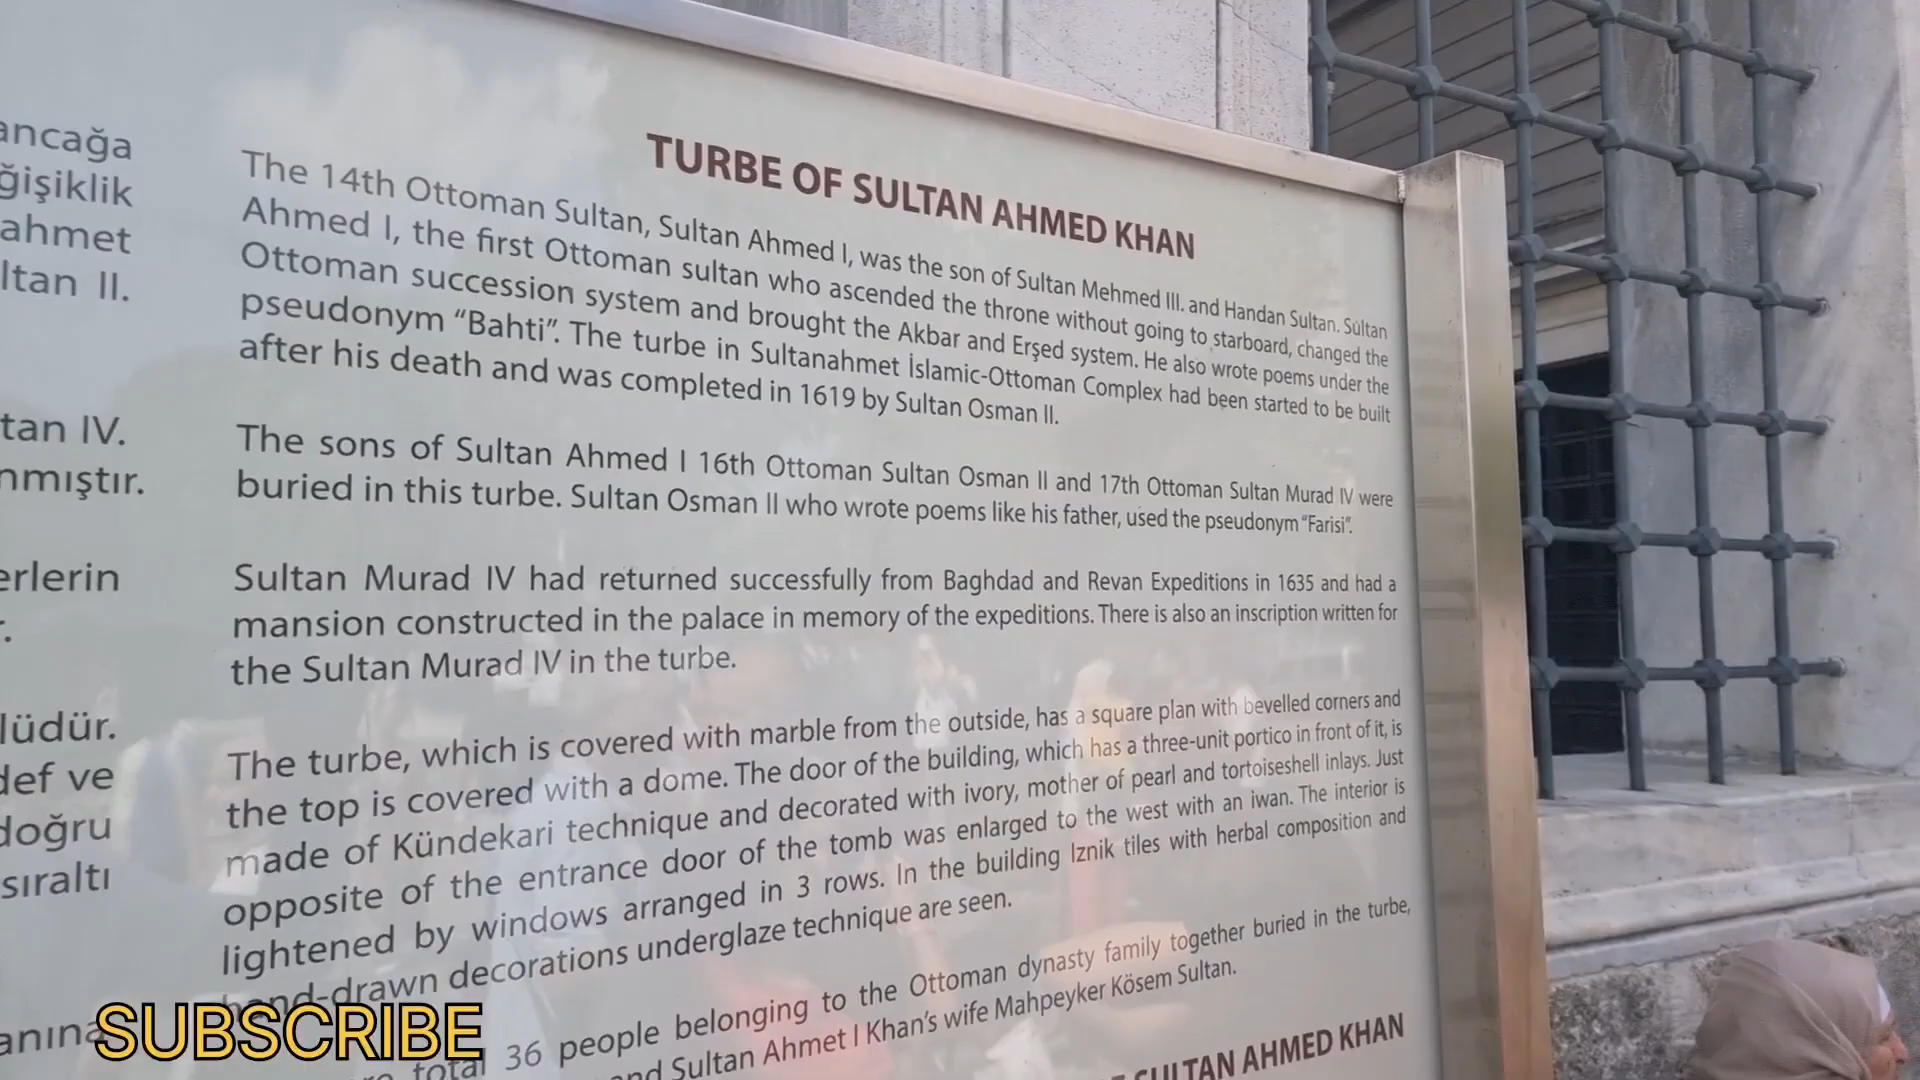 ancağa
ğişiklik
ahmet
ltan II.
tan IV.
nmıştır.
erlerin
r.
lüdür.
def ve
doğru
sıraltı
anına
TURBE OF SULTAN AHMED KHAN
The 14th Ottoman Sultan, Sultan Ahmed I, was the son of Sultan Mehmed III. and Handan Sultan. Sultan
Ahmed I, the first Ottoman sultan who ascended the throne without going to starboard, changed the
Ottoman succession system and brought the Akbar and Erşed system. He also wrote poems under the
pseudonym “Bahti”. The turbe in Sultanahmet İslamic-Ottoman Complex had been started to be built
after his death and was completed in 1619 by Sultan Osman II.
The sons of Sultan Ahmed I 16th Ottoman Sultan Osman II and 17th Ottoman Sultan Murad IV were
buried in this turbe. Sultan Osman II who wrote poems like his father, used the pseudonym “Farisi”.
Sultan Murad IV had returned successfully from Baghdad and Revan Expeditions in 1635 and had a
mansion constructed in the palace in memory of the expeditions. There is also an inscription written for
the Sultan Murad IV in the turbe.
The turbe, which is covered with marble from the outside, has a square plan with bevelled corners and
the top is covered with a dome. The door of the building, which has a three-unit portico in front of it, is
made of Kündekari technique and decorated with ivory, mother of pearl and tortoiseshell inlays. Just
opposite of the entrance door of the tomb was enlarged to the west with an iwan. The interior is
lightened by windows arranged in 3 rows. In the building Iznik tiles with herbal composition and
hand-drawn decorations underglaze technique are seen.
total 36 people belonging to the Ottoman dynasty family together buried in the turbe,
and Sultan Ahmet I Khan’s wife Mahpeyker Kösem Sultan.
SULTAN AHMED KHAN
SUBSCRIBE